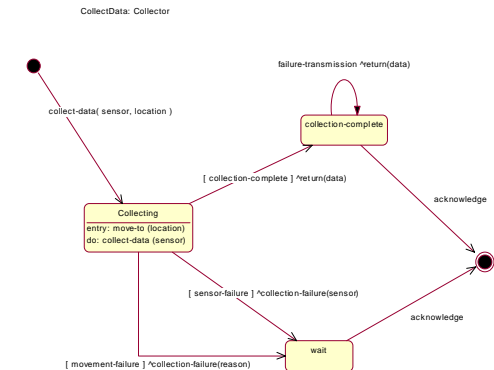 CollectData: Collector
failure-transmission ^return(data)
collect-data( sensor, location )
collection-complete
[ collection-complete ] ^return(data)
acknowledge
Collecting
entry: move-to (location)
do: collect-data (sensor)
[ sensor-failure ] ^collection-failure(sensor)
acknowledge
wait
[ movement-failure ] ^collection-failure(reason)